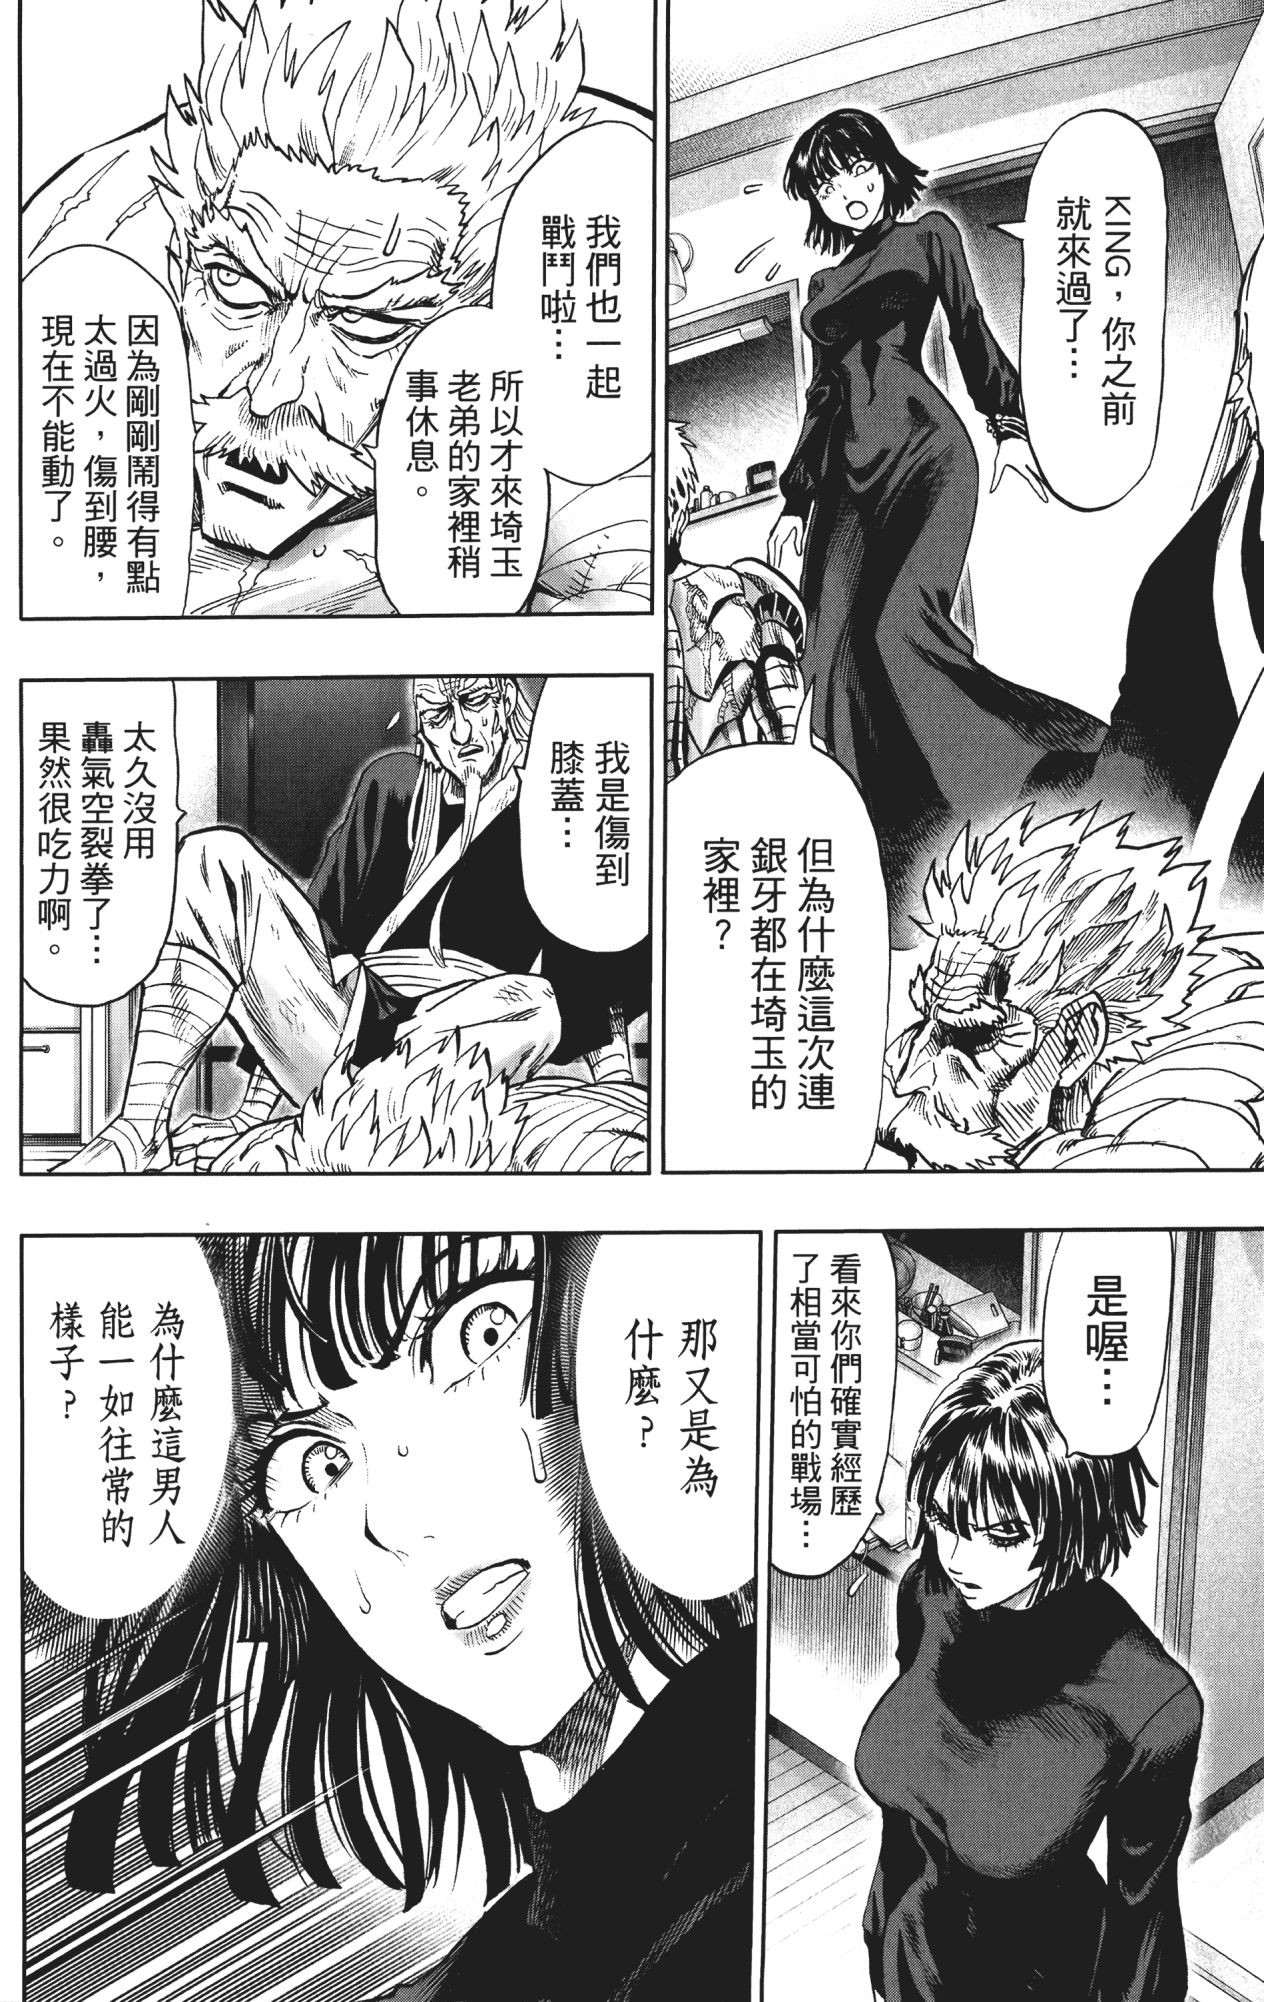 KING，你之前
就來過了…
但為什麼這次連
銀牙都在埼玉的
家裡？
我們也一起
戰鬥啦…
所以才來埼玉
老弟的家裡稍
事休息。
因為剛剛鬧得有點
太過火，傷到腰，
現在不能動了。
我是傷到
膝蓋…
太久沒用
轟氣空裂拳了…
果然很吃力啊。
是喔…
看來你們確實經歷
了相當可怕的戰場…
那又是為
什麼？
為什麼這男人
能一如往常的
樣子？